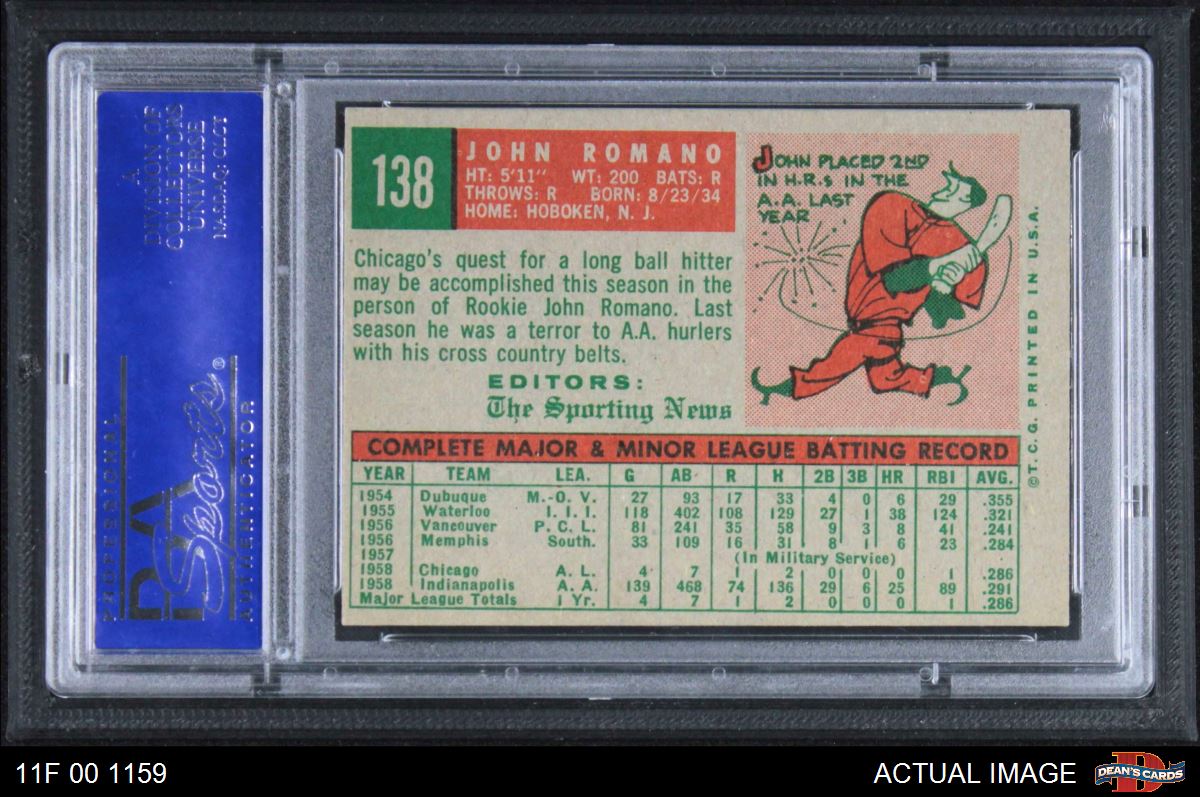 A
DIVISION OF
COLLECTORS
UNIVERSE
NASDAQ: CLCT
PROFESSIONAL
PSA
Sports ®
AUTHENTICATOR
138
JOHN ROMANO
HT: 5'11" WT: 200 BATS: R
THROWS: R BORN: 8/23/34
HOME: HOBOKEN, N. J.
JOHN PLACED 2ND
IN H.R.s IN THE
A.A. LAST
YEAR
Chicago's quest for a long ball hitter
may be accomplished this season in the
person of Rookie John Romano. Last
season he was a terror to A.A. hurlers
with his cross country belts.
EDITORS:
The Sporting News
COMPLETE MAJOR & MINOR LEAGUE BATTING RECORD
YEAR TEAM LEA. G AB R H 2B 3B HR RBI AVG.
1954 Dubuque M.-O. V. 27 93 17 33 4 0 6 29 .355
1955 Waterloo I. I. I. 118 402 108 129 27 1 38 124 .321
1956 Vancouver P. C. L. 81 241 35 58 9 3 8 41 .241
1956 Memphis South. 33 109 16 31 8 1 6 23 .284
1957 (In Military Service)
1958 Chicago A. L. 4 7 1 2 0 0 0 1 .286
1958 Indianapolis A. A. 139 468 74 136 29 6 25 89 .291
Major League Totals 1 Yr. 4 7 1 2 0 0 0 1 .286
©T. C. G. PRINTED IN U.S.A.
11F 00 1159
ACTUAL IMAGE
D
DEAN'S CARDS